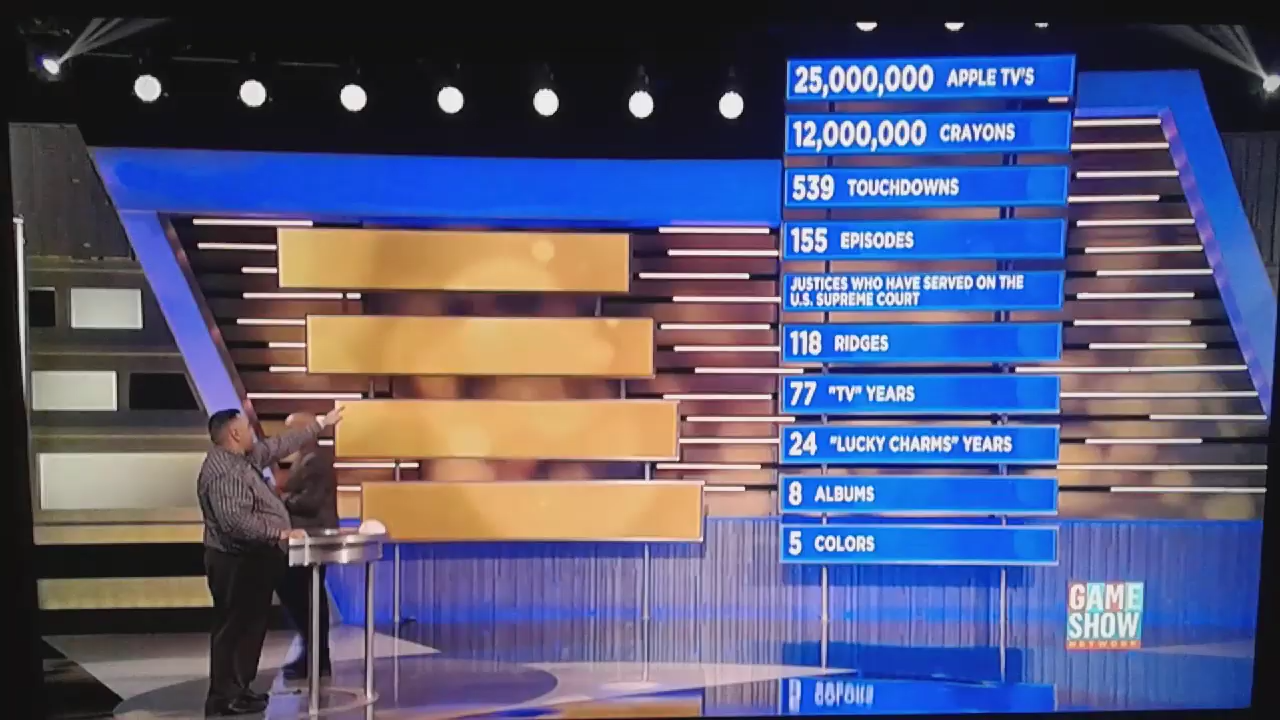 25,000,000 APPLE TV'S
12,000,000 CRAYONS
539 TOUCHDOWNS
155 EPISODES
JUSTICES WHO HAVE SERVED ON THE
U.S. SUPREME COURT
118 RIDGES
77 "TV" YEARS
24 "LUCKY CHARMS" YEARS
8 ALBUMS
5 COLORS
GAME
SHOW
NETWORK